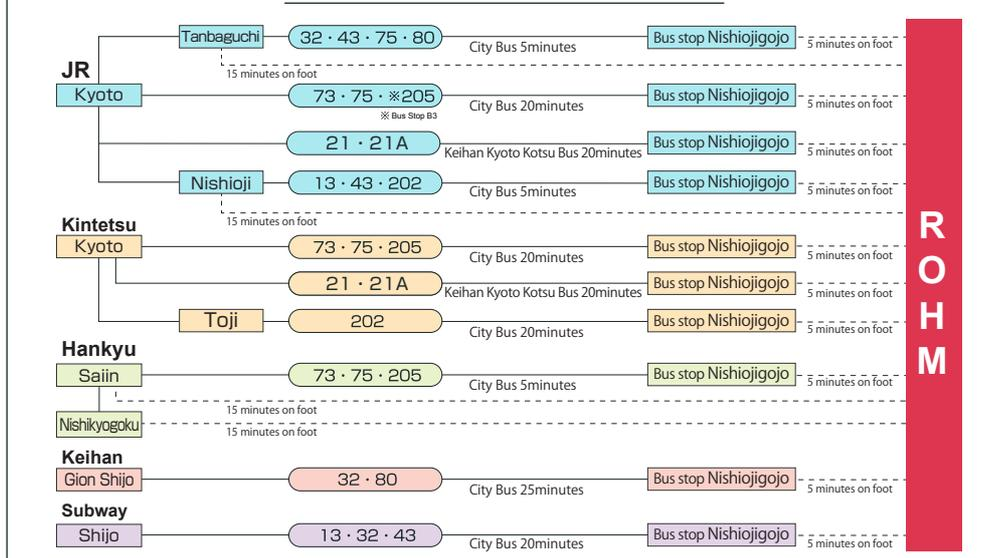 Tanbaguchi 32・43・75・80 City Bus 5minutes Bus stop Nishiojigojo 5 minutes on foot
15 minutes on foot
JR
Kyoto 73・75・※205 City Bus 20minutes Bus stop Nishiojigojo 5 minutes on foot
※ Bus Stop B3
21・21A Keihan Kyoto Kotsu Bus 20minutes Bus stop Nishiojigojo 5 minutes on foot
Nishioji 13・43・202 City Bus 5minutes Bus stop Nishiojigojo 5 minutes on foot
15 minutes on foot
Kintetsu
Kyoto 73・75・205 City Bus 20minutes Bus stop Nishiojigojo 5 minutes on foot
21・21A Keihan Kyoto Kotsu Bus 20minutes Bus stop Nishiojigojo 5 minutes on foot
Toji 202 City Bus 20minutes Bus stop Nishiojigojo 5 minutes on foot
Hankyu
Saiin 73・75・205 City Bus 5minutes Bus stop Nishiojigojo 5 minutes on foot
15 minutes on foot
Nishikyogoku 15 minutes on foot
Keihan
Gion Shijo 32・80 City Bus 25minutes Bus stop Nishiojigojo 5 minutes on foot
Subway
Shijo 13・32・43 City Bus 20minutes Bus stop Nishiojigojo 5 minutes on foot
ROHM